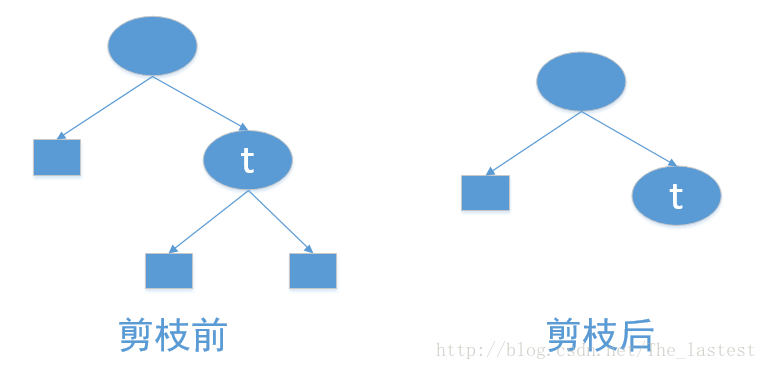 t
t
剪枝前
剪枝后
http://blog.csdn.net/The_lastest